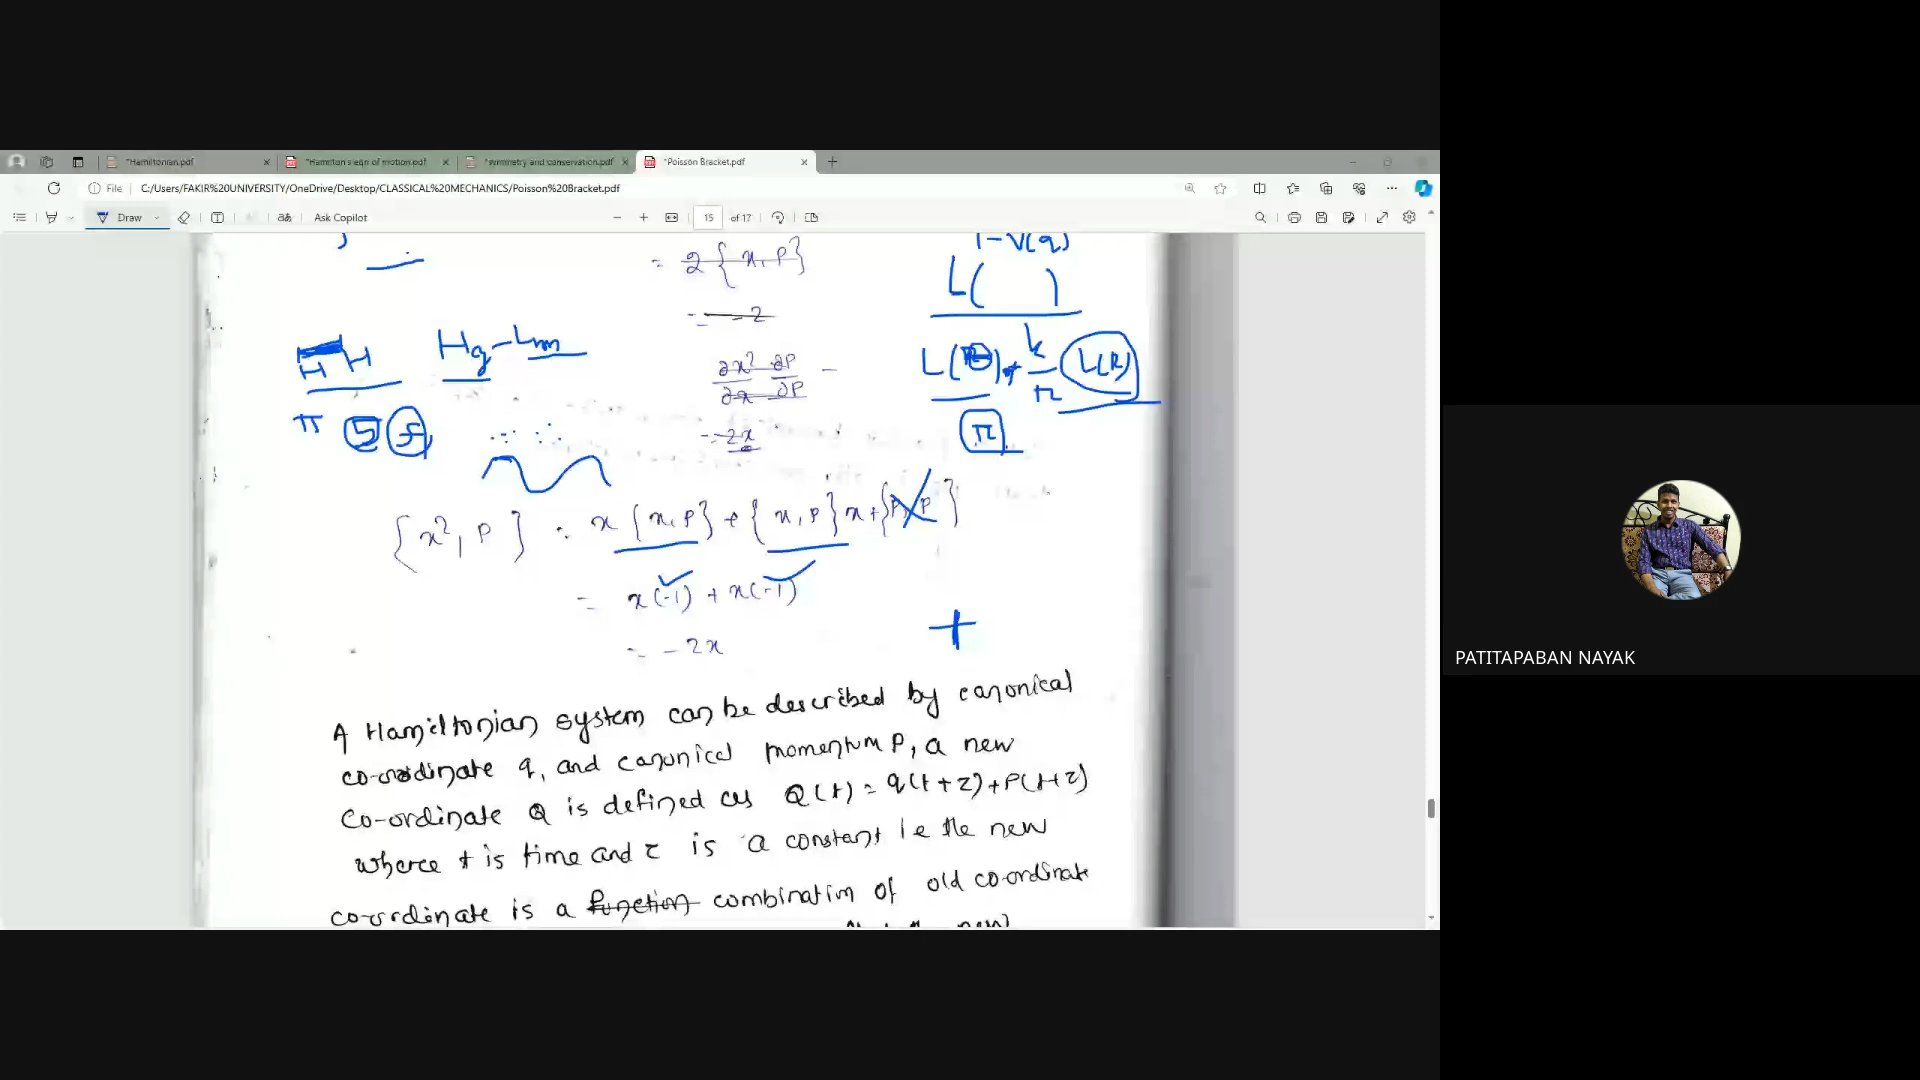 "Hamiltonian.pdf
"Hamilton's eqn of motion.pdf
"symmetry and conservation.pdf
"Poisson Bracket.pdf
File
C:/Users/FAKIR%20UNIVERSITY/OneDrive/Desktop/CLASSICAL%20MECHANICS/Poisson%20Bracket.pdf
Draw
Ask Copilot
15 of 17
= 2 {x, P}
L( )
H H
Hg
L(R)
π
∂x² ∂P
∂x ∂P
= 2x
{x², P} = x {x, P} + {x, P} x + {P, P}
= x(-1) + x(-1)
+
= -2x
A Hamiltonian system can be described by canonical
co-ordinate q, and canonical momentum P, a new
co-ordinate Q is defined as Q(t) = q(t+τ)+P(t+τ)
where t is time and τ is a constant i.e the new
co-ordinate is a function combination of old co-ordinate
new
PATITAPABAN NAYAK